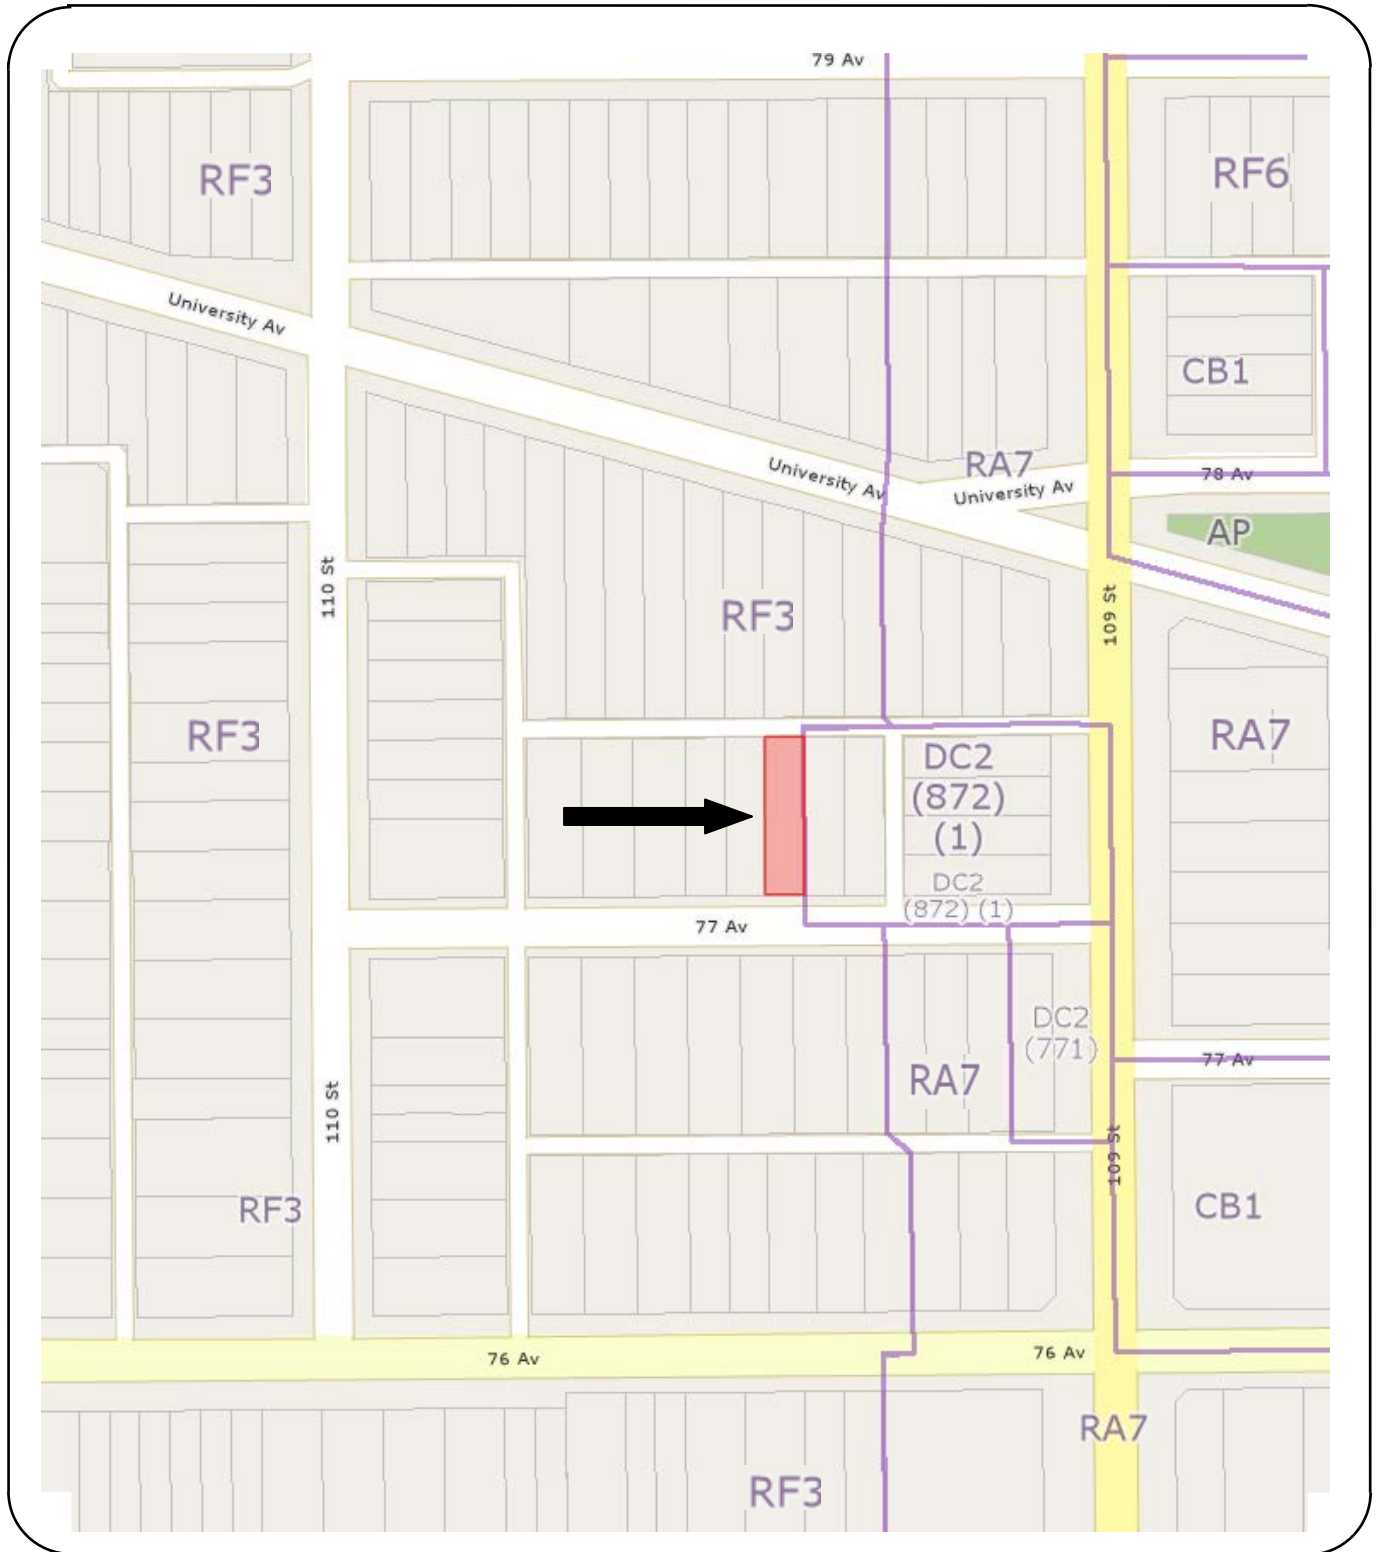 79 Av
RF3
RF6
University Av
CB1
RA7
University Av
University Av
78 Av
AP
110 St
109 St
RF3
RF3
RA7
DC2
(872)
(1)
DC2
(872) (1)
77 Av
DC2
(771)
77 Av
RA7
110 St
109 St
RF3
CB1
76 Av
76 Av
RA7
RF3